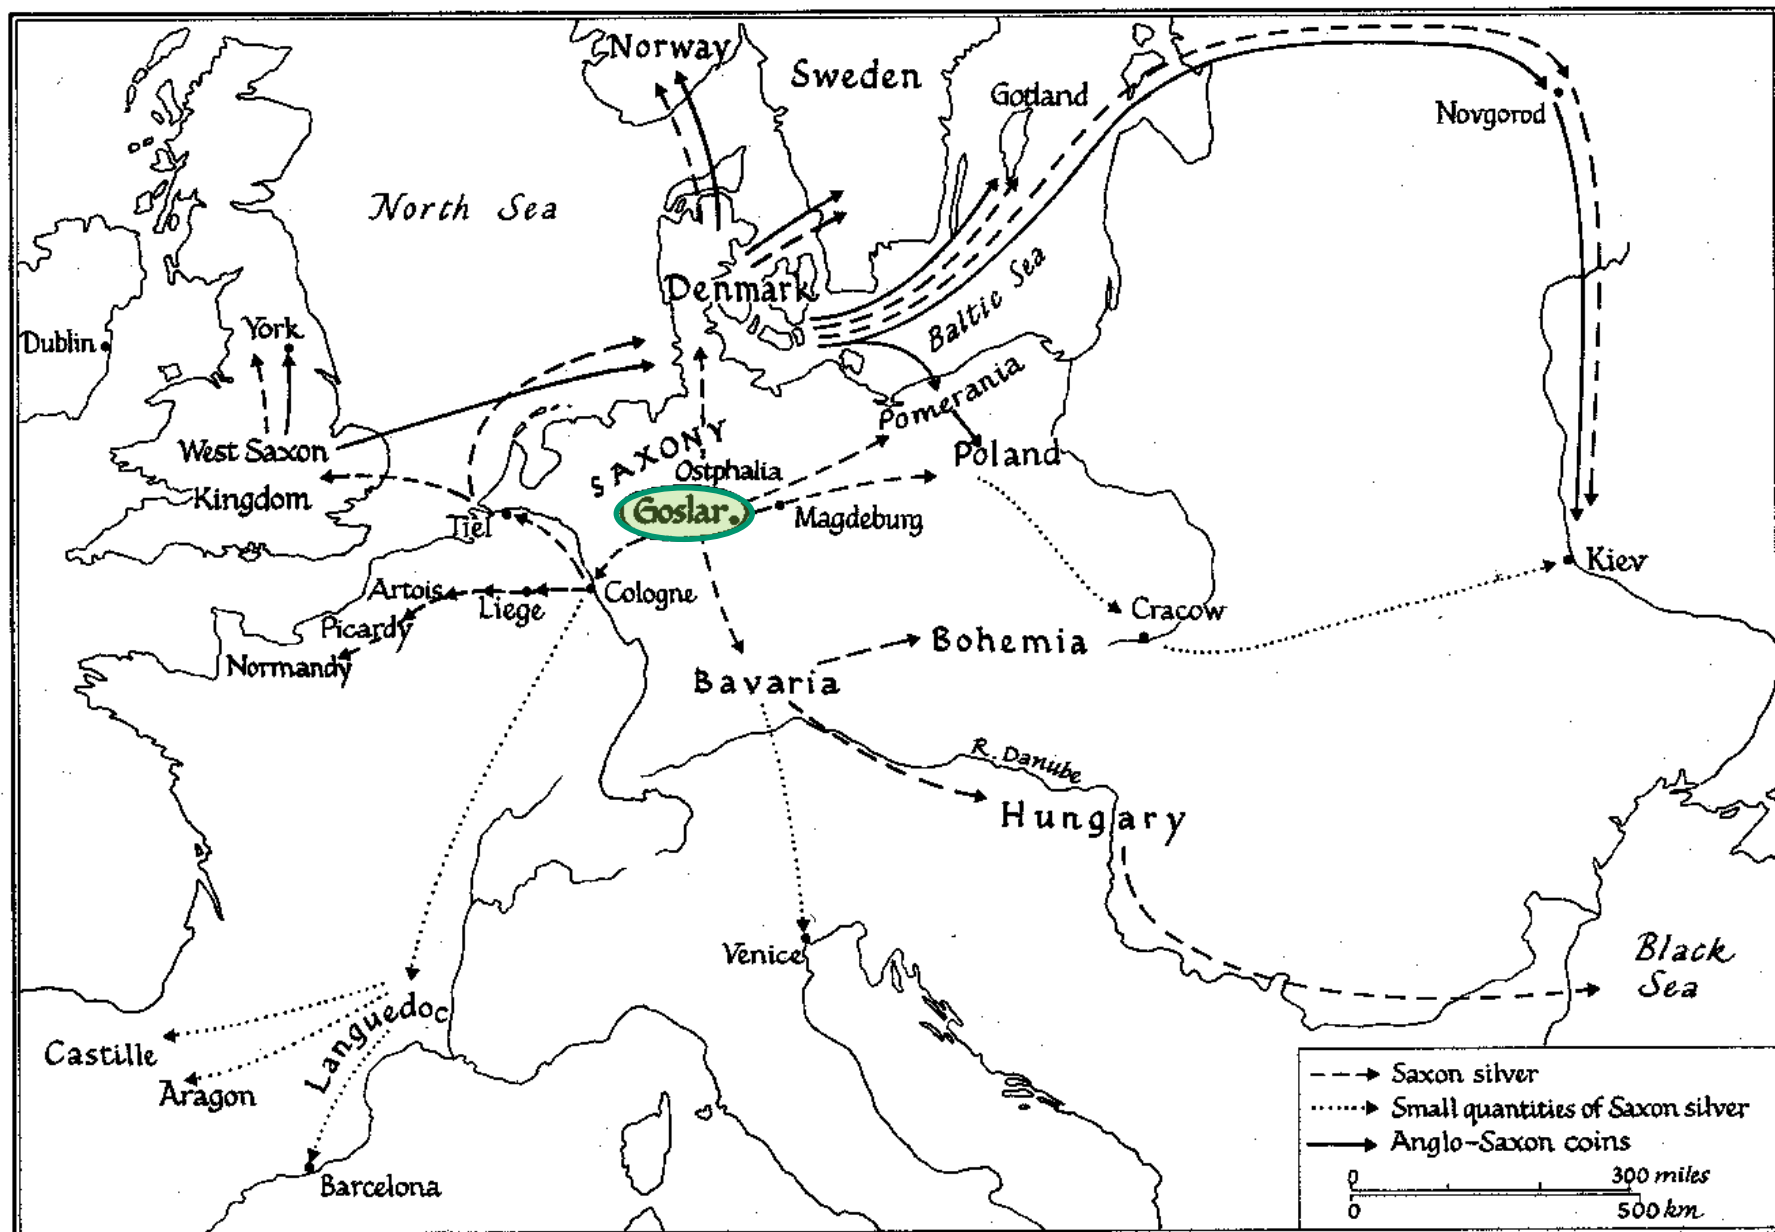 Norway
Sweden
Gotland
Novgorod
North Sea
Denmark
Baltic Sea
Dublin
York
Pomerania
West Saxon
Kingdom
SAXONY
Ostphalia
Poland
Goslar
Magdeburg
Tiel
Kiev
Artois
Liege
Cologne
Cracow
Picardy
Normandy
Bohemia
Bavaria
R. Danube
Hungary
Venice
Black
Sea
Languedoc
Castille
Aragon
Barcelona
Saxon silver
Small quantities of Saxon silver
Anglo-Saxon coins
0 300 miles
0 500 km